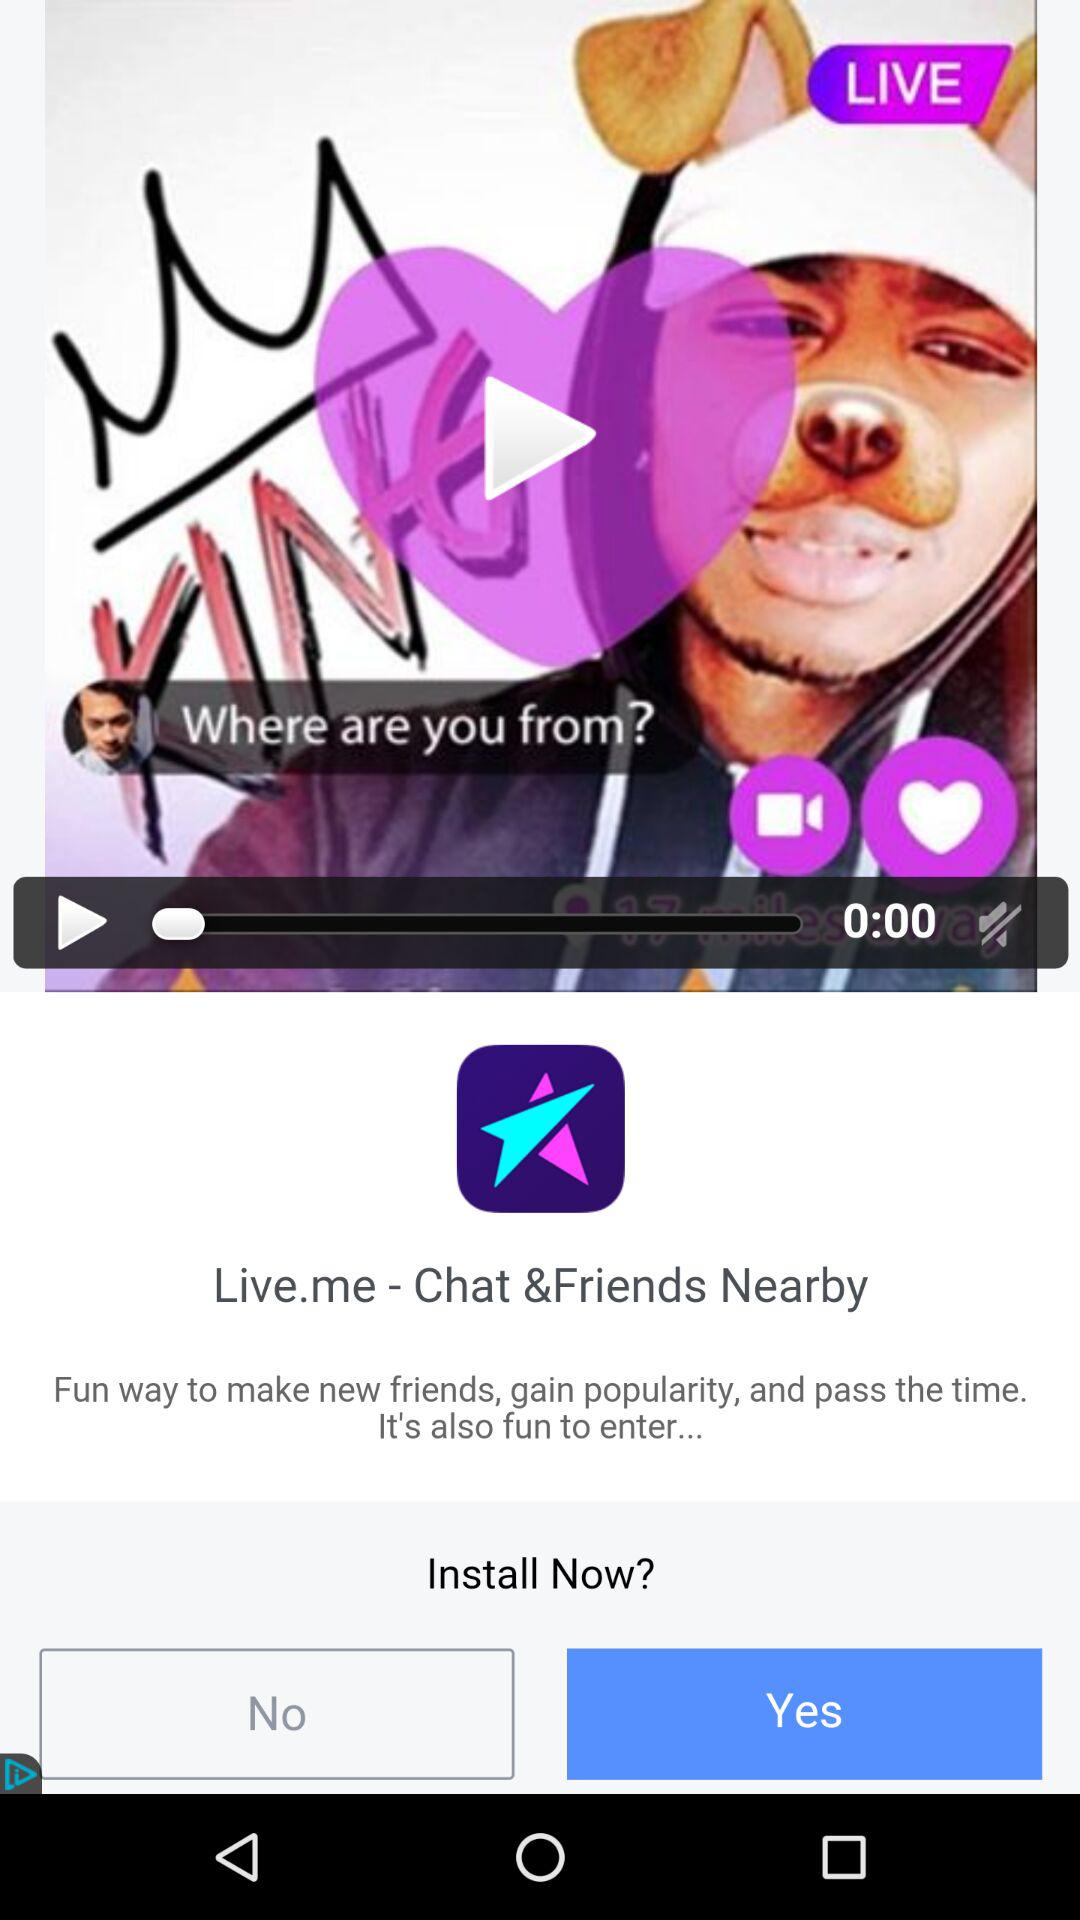 LIVE
KING
Where are you from?
17 miles away
0:00
Live.me - Chat &Friends Nearby
Fun way to make new friends, gain popularity, and pass the time.
It's also fun to enter...
Install Now?
No
Yes